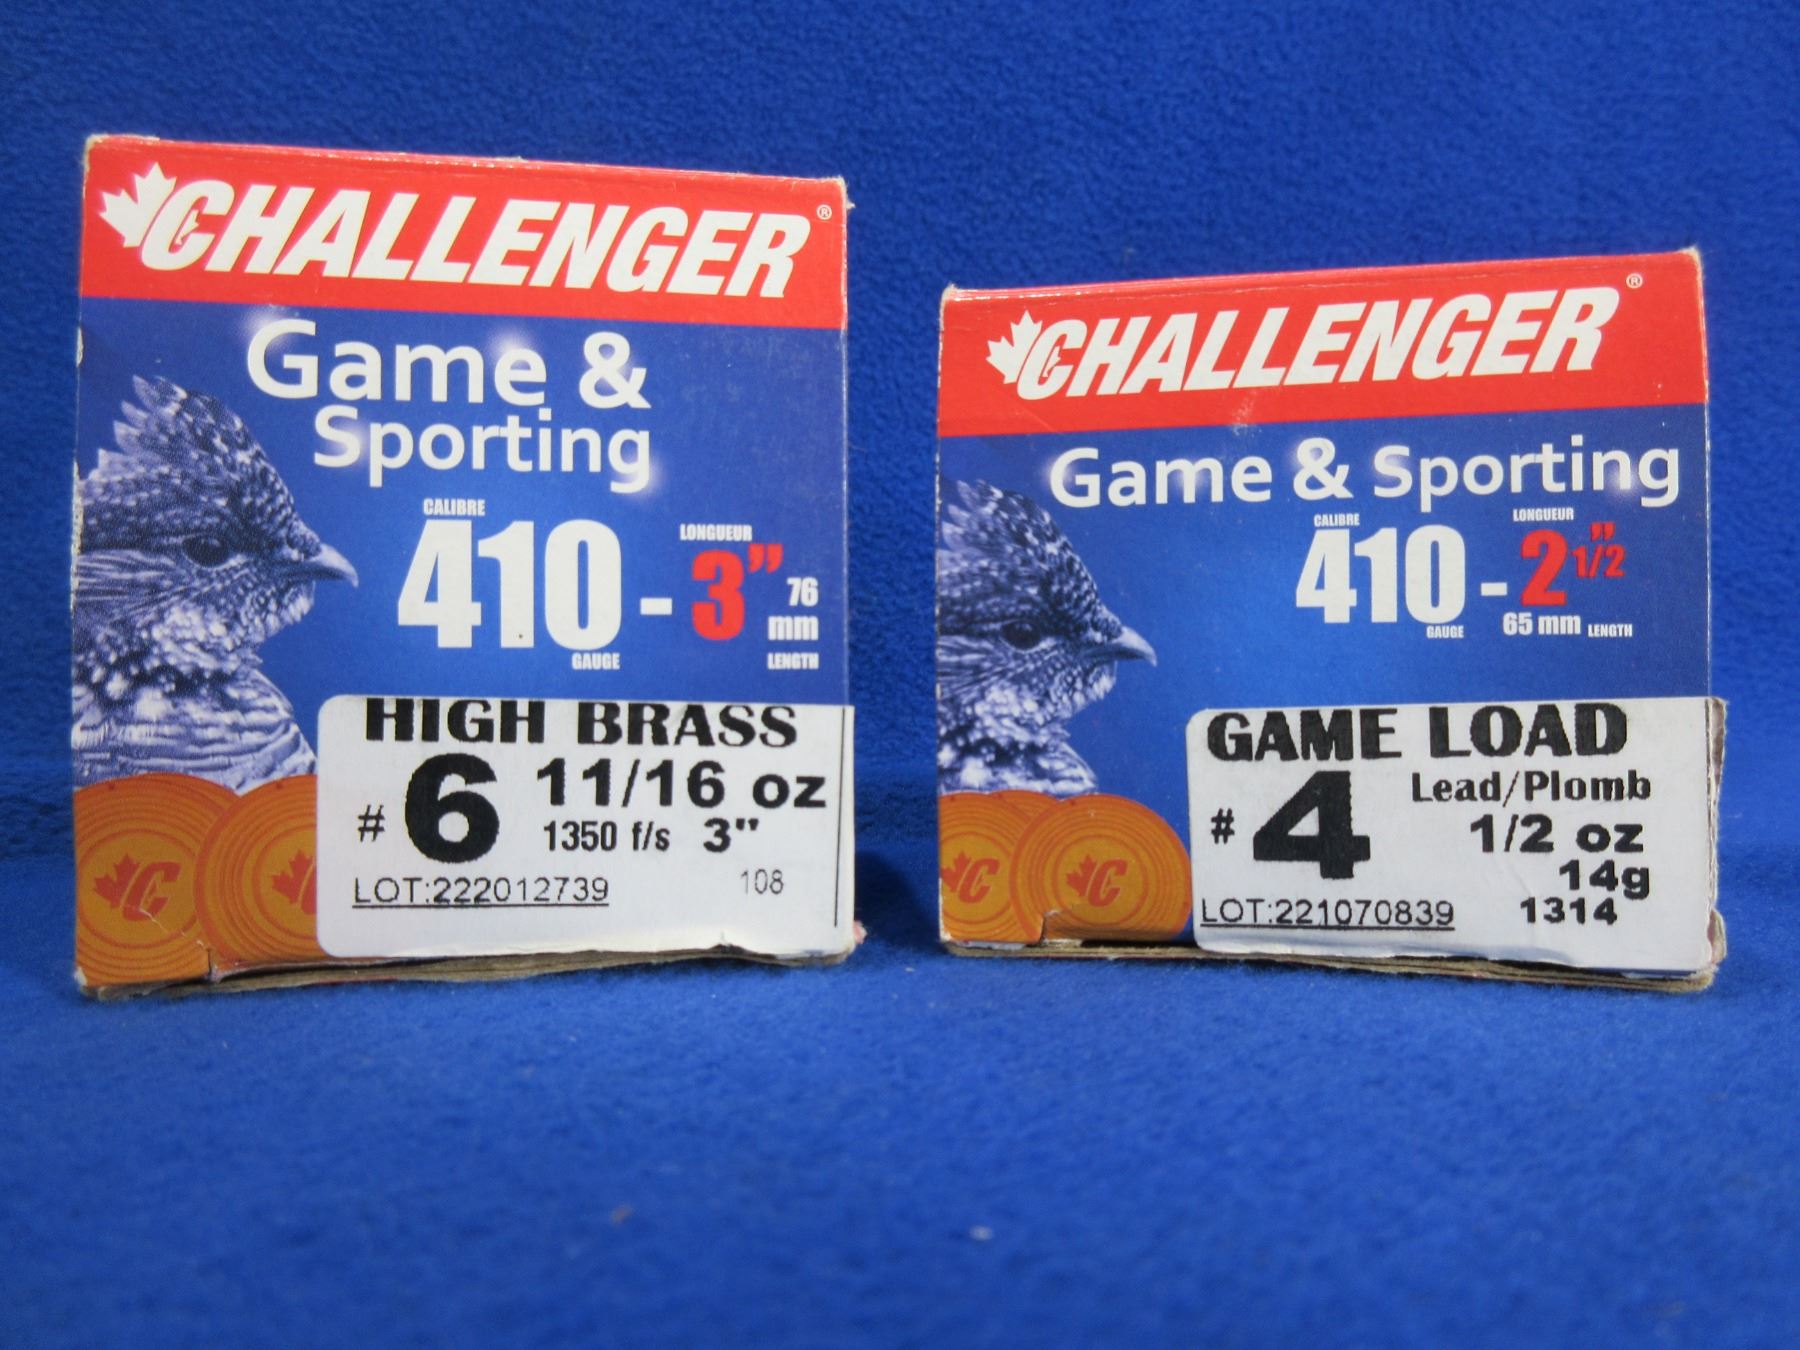 CHALLENGER®
Game &
Sporting
CALIBRE
410 - 3"
LONGUEUR
76
mm
GAUGE
LENGTH
HIGH BRASS
# 6 11/16 oz
1350 f/s 3"
LOT:222012739 108
CHALLENGER®
Game & Sporting
CALIBRE
LONGUEUR
410 - 2 1/2"
GAUGE
65 mm LENGTH
GAME LOAD
# 4 Lead/Plomb
1/2 oz
14g
LOT:221070839 1314
C
C
C
C